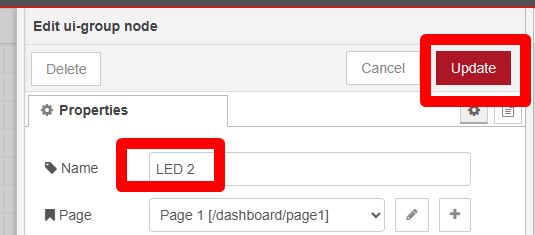 Edit ui-group node
Delete Cancel Update
Properties
Name LED 2
Page Page 1 [/dashboard/page1]